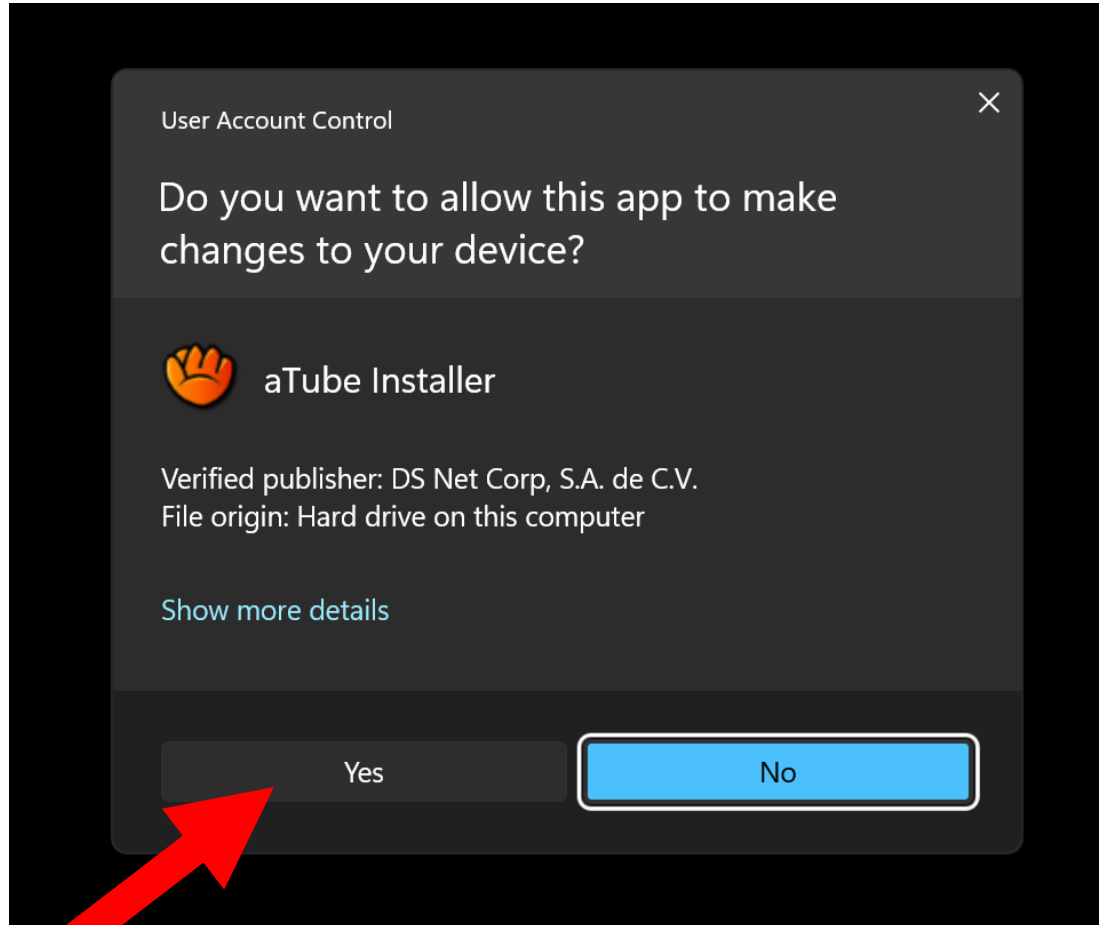 User Account Control
Do you want to allow this app to make
changes to your device?
aTube Installer
Verified publisher: DS Net Corp, S.A. de C.V.
File origin: Hard drive on this computer
Show more details
Yes
No